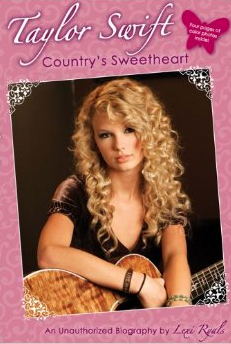 Taylor Swift
Country's Sweetheart
Four pages of
color photos
inside!
An Unauthorized Biography by Lexi Ryals